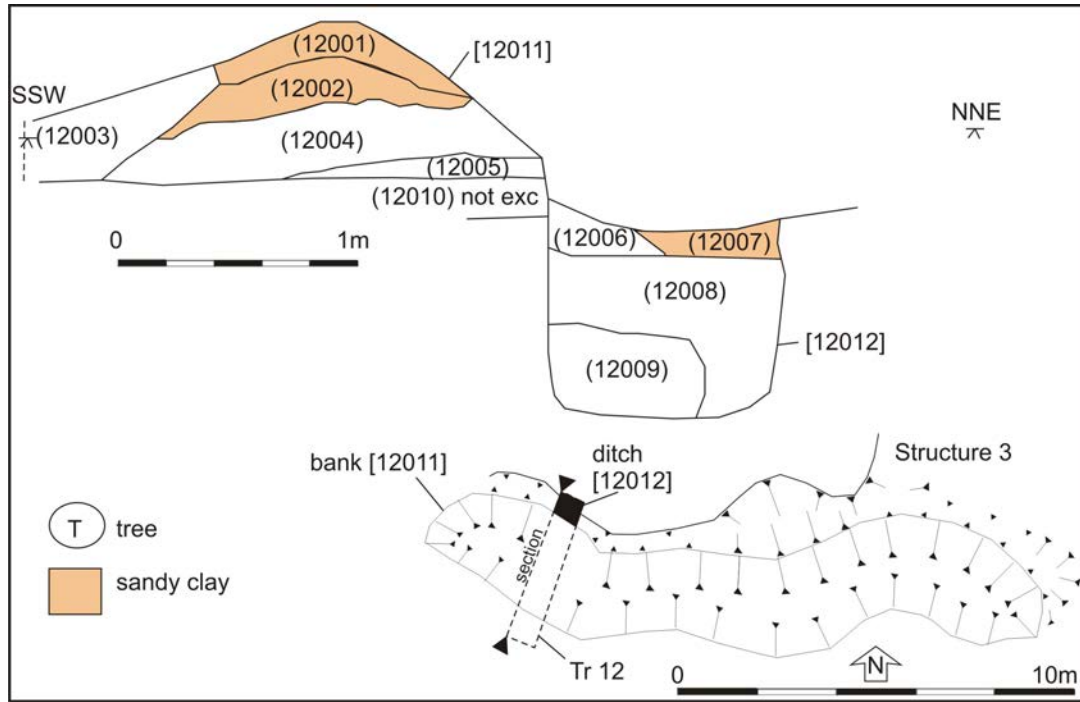 (12001)
[12011]
(12002)
SSW
NNE
(12003)
(12004)
(12005)
(12010) not exc
0 1m
(12006)
(12007)
(12008)
[12012]
(12009)
bank [12011]
ditch
[12012]
Structure 3
T tree
section
sandy clay
Tr 12
N
0 10m